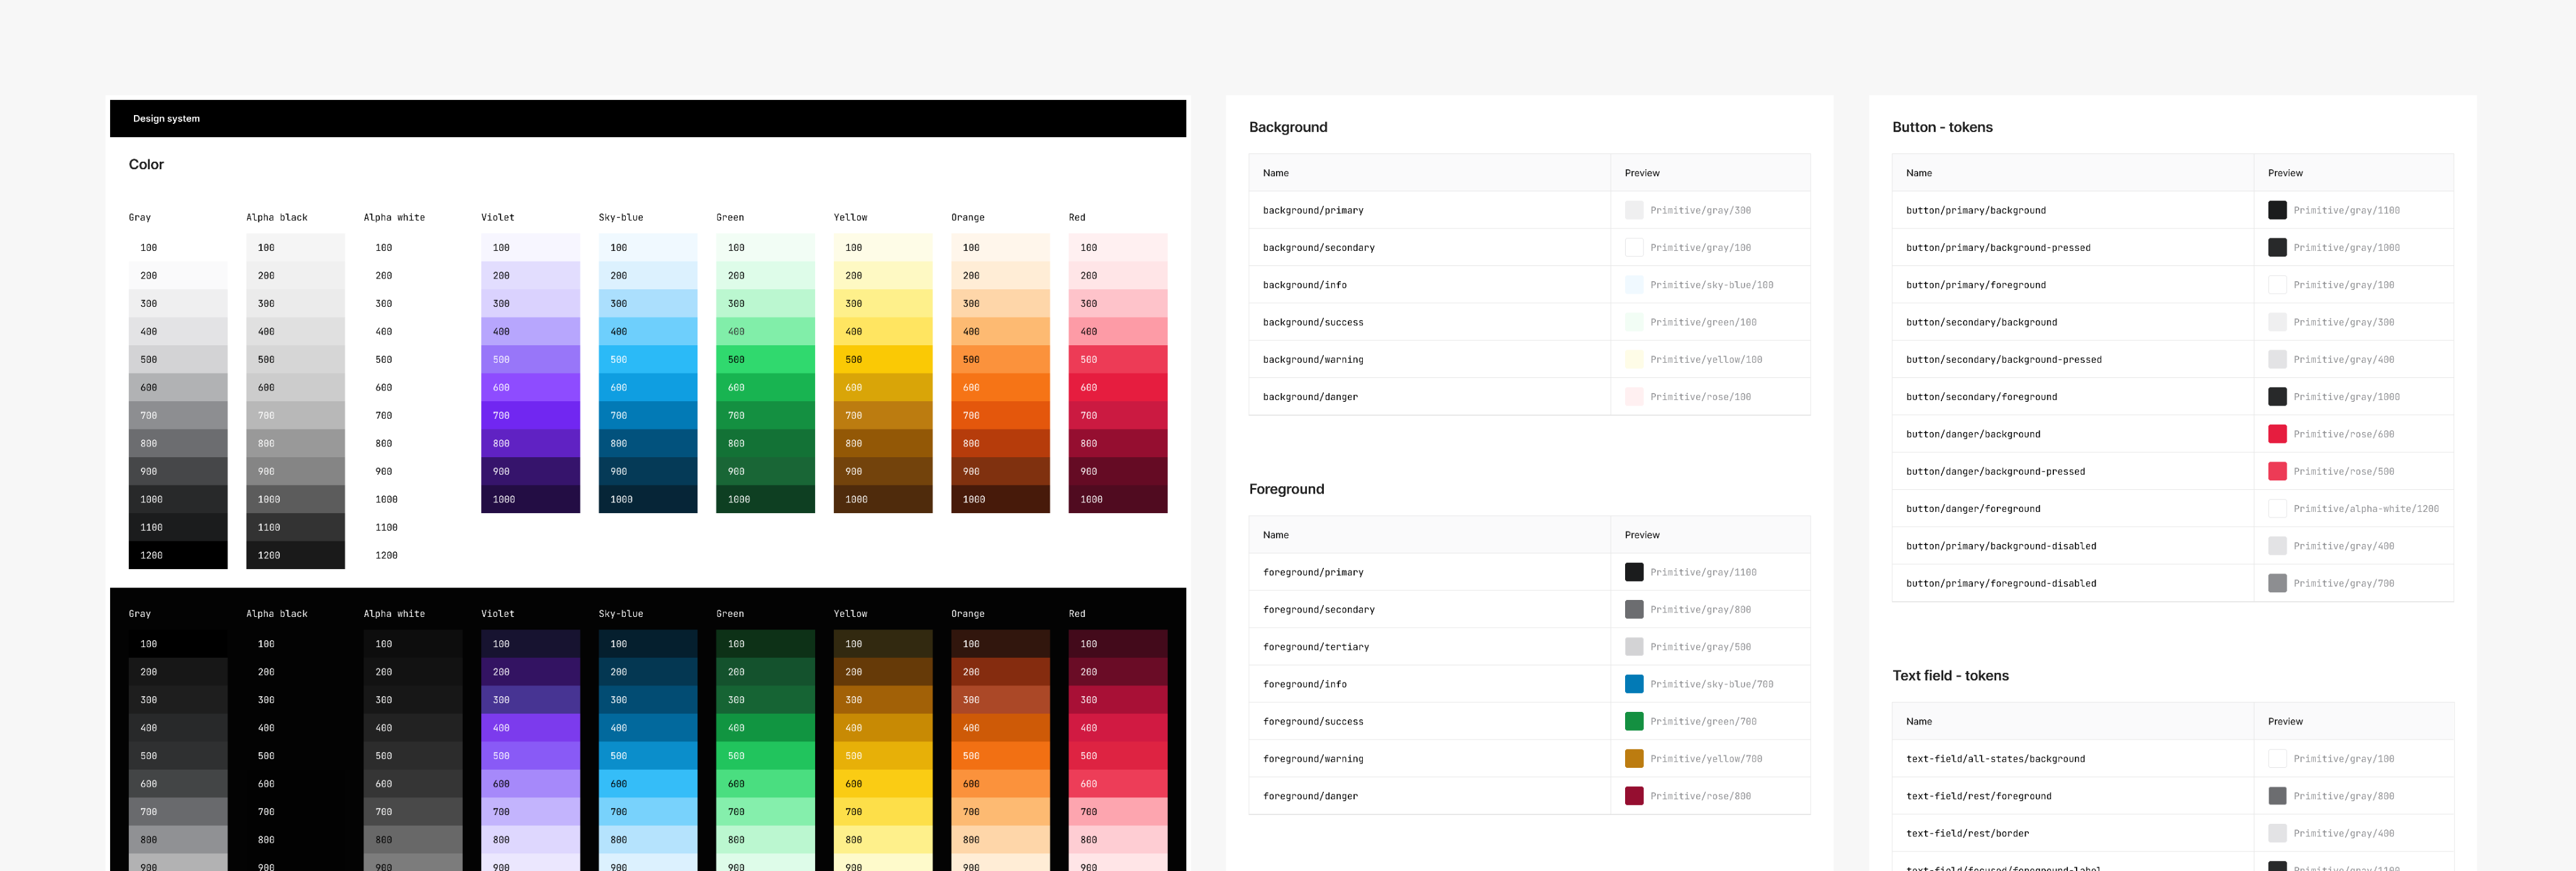 Design system
Color
Gray Alpha black Alpha white Violet Sky-blue Green Yellow Orange Red
100 100 100 100 100 100 100 100 100
200 200 200 200 200 200 200 200 200
300 300 300 300 300 300 300 300 300
400 400 400 400 400 400 400 400 400
500 500 500 500 500 500 500 500 500
600 600 600 600 600 600 600 600 600
700 700 700 700 700 700 700 700 700
800 800 800 800 800 800 800 800 800
900 900 900 900 900 900 900 900 900
1000 1000 1000 1000 1000 1000 1000 1000 1000
1100 1100 1100
1200 1200 1200
Gray Alpha black Alpha white Violet Sky-blue Green Yellow Orange Red
100 100 100 100 100 100 100 100 100
200 200 200 200 200 200 200 200 200
300 300 300 300 300 300 300 300 300
400 400 400 400 400 400 400 400 400
500 500 500 500 500 500 500 500 500
600 600 600 600 600 600 600 600 600
700 700 700 700 700 700 700 700 700
800 800 800 800 800 800 800 800 800
900 900 900 900 900 900 900 900 900
Background
Name Preview
background/primary Primitive/gray/300
background/secondary Primitive/gray/100
background/info Primitive/sky-blue/100
background/success Primitive/green/100
background/warning Primitive/yellow/100
background/danger Primitive/rose/100
Foreground
Name Preview
foreground/primary Primitive/gray/1100
foreground/secondary Primitive/gray/800
foreground/tertiary Primitive/gray/500
foreground/info Primitive/sky-blue/700
foreground/success Primitive/green/700
foreground/warning Primitive/yellow/700
foreground/danger Primitive/rose/800
Button - tokens
Name Preview
button/primary/background Primitive/gray/1100
button/primary/background-pressed Primitive/gray/1000
button/primary/foreground Primitive/gray/100
button/secondary/background Primitive/gray/300
button/secondary/background-pressed Primitive/gray/400
button/secondary/foreground Primitive/gray/1000
button/danger/background Primitive/rose/600
button/danger/background-pressed Primitive/rose/500
button/danger/foreground Primitive/alpha-white/1200
button/primary/background-disabled Primitive/gray/400
button/primary/foreground-disabled Primitive/gray/700
Text field - tokens
Name Preview
text-field/all-states/background Primitive/gray/100
text-field/rest/foreground Primitive/gray/800
text-field/rest/border Primitive/gray/400
text-field/focused/foreground-label Primitive/gray/1100